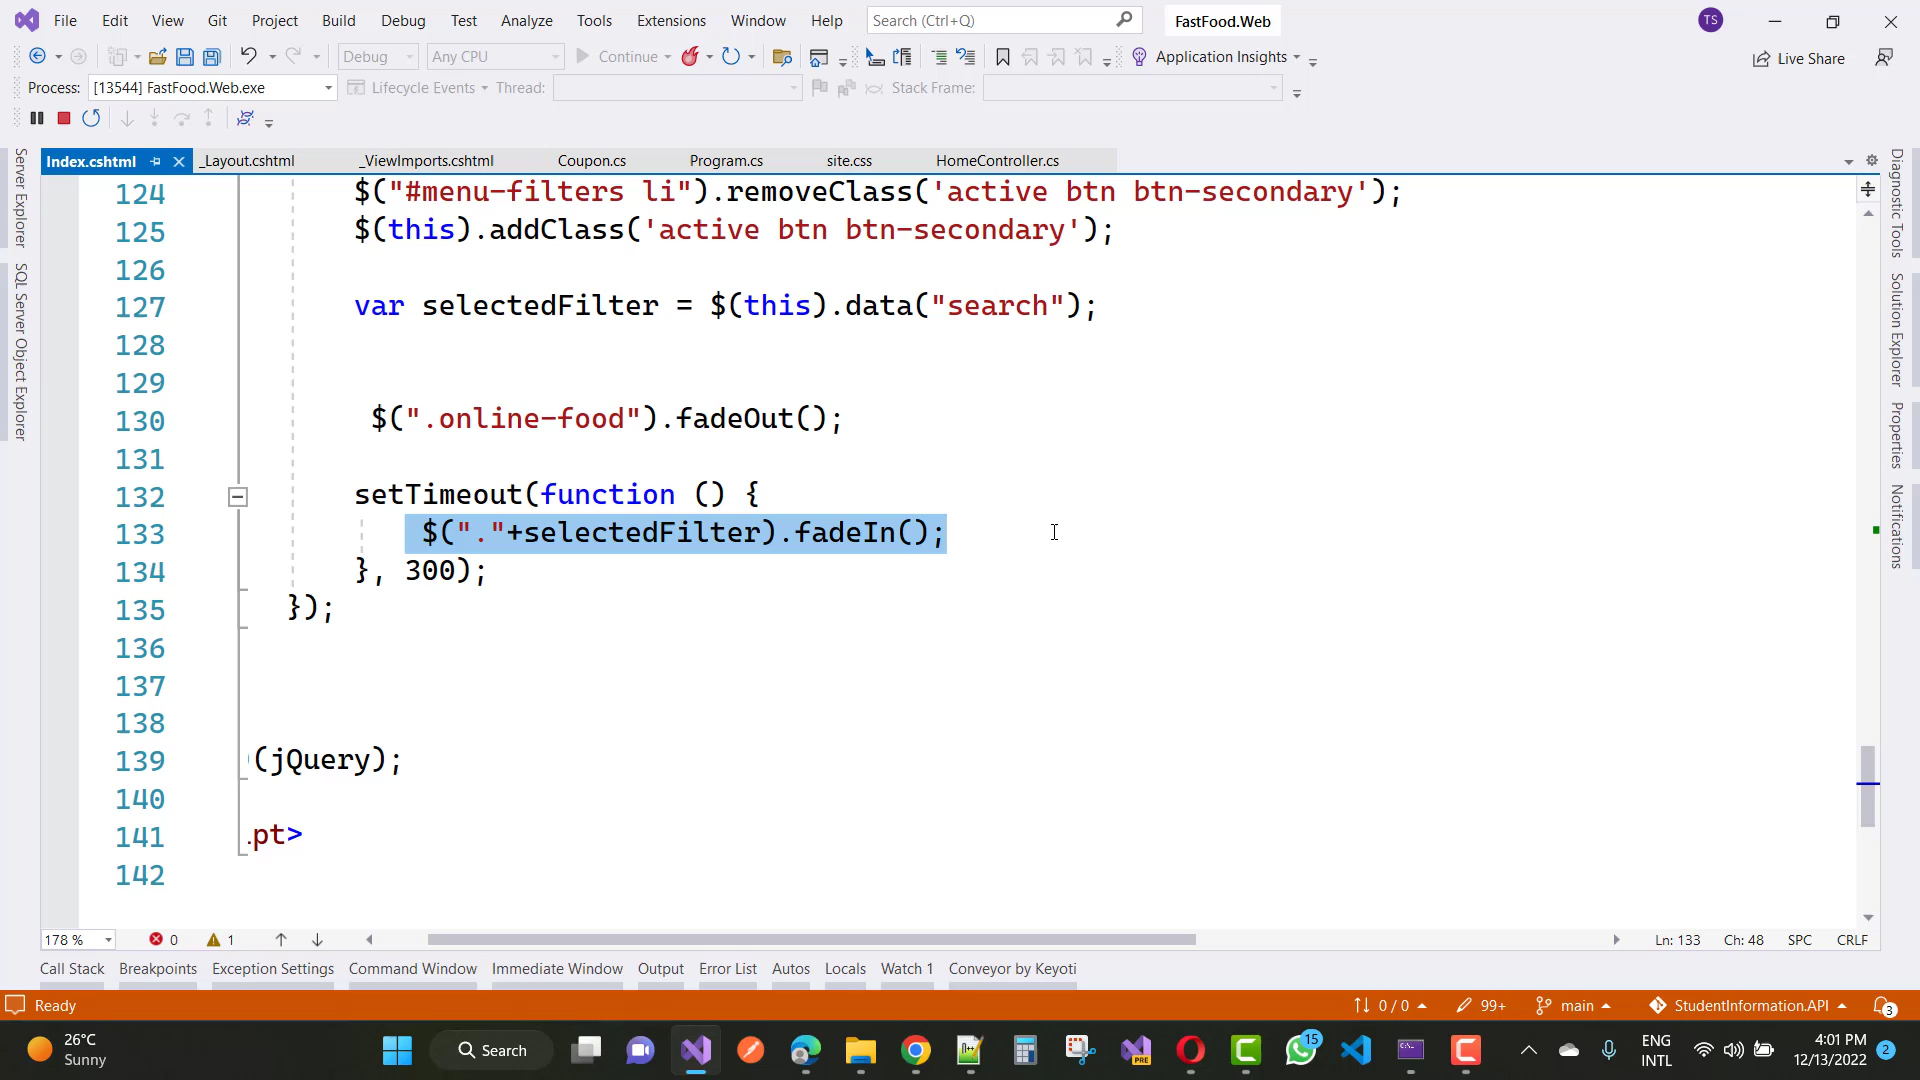 File Edit View Git Project Build Debug Test Analyze Tools Extensions Window Help Search (Ctrl+Q) FastFood.Web TS
Debug Any CPU Continue Application Insights Live Share
Process: [13544] FastFood.Web.exe Lifecycle Events Thread: Stack Frame:
Index.cshtml _Layout.cshtml _ViewImports.cshtml Coupon.cs Program.cs site.css HomeController.cs
Server Explorer
SQL Server Object Explorer
124 $("#menu-filters li").removeClass('active btn btn-secondary');
125 $(this).addClass('active btn btn-secondary');
126
127 var selectedFilter = $(this).data("search");
128
129
130 $(".online-food").fadeOut();
131
132 setTimeout(function () {
133 $("."+selectedFilter).fadeIn();
134 }, 300);
135 });
136
137
138
139 (jQuery);
140
141 ipt>
142
Diagnostic Tools
Solution Explorer
Properties
Notifications
178 % 0 1 Ln: 133 Ch: 48 SPC CRLF
Call Stack Breakpoints Exception Settings Command Window Immediate Window Output Error List Autos Locals Watch 1 Conveyor by Keyoti
Ready 0 / 0 99+ main StudentInformation.API 3
26°C
Sunny
Search
PRE
15
ENG
INTL
4:01 PM
12/13/2022
2